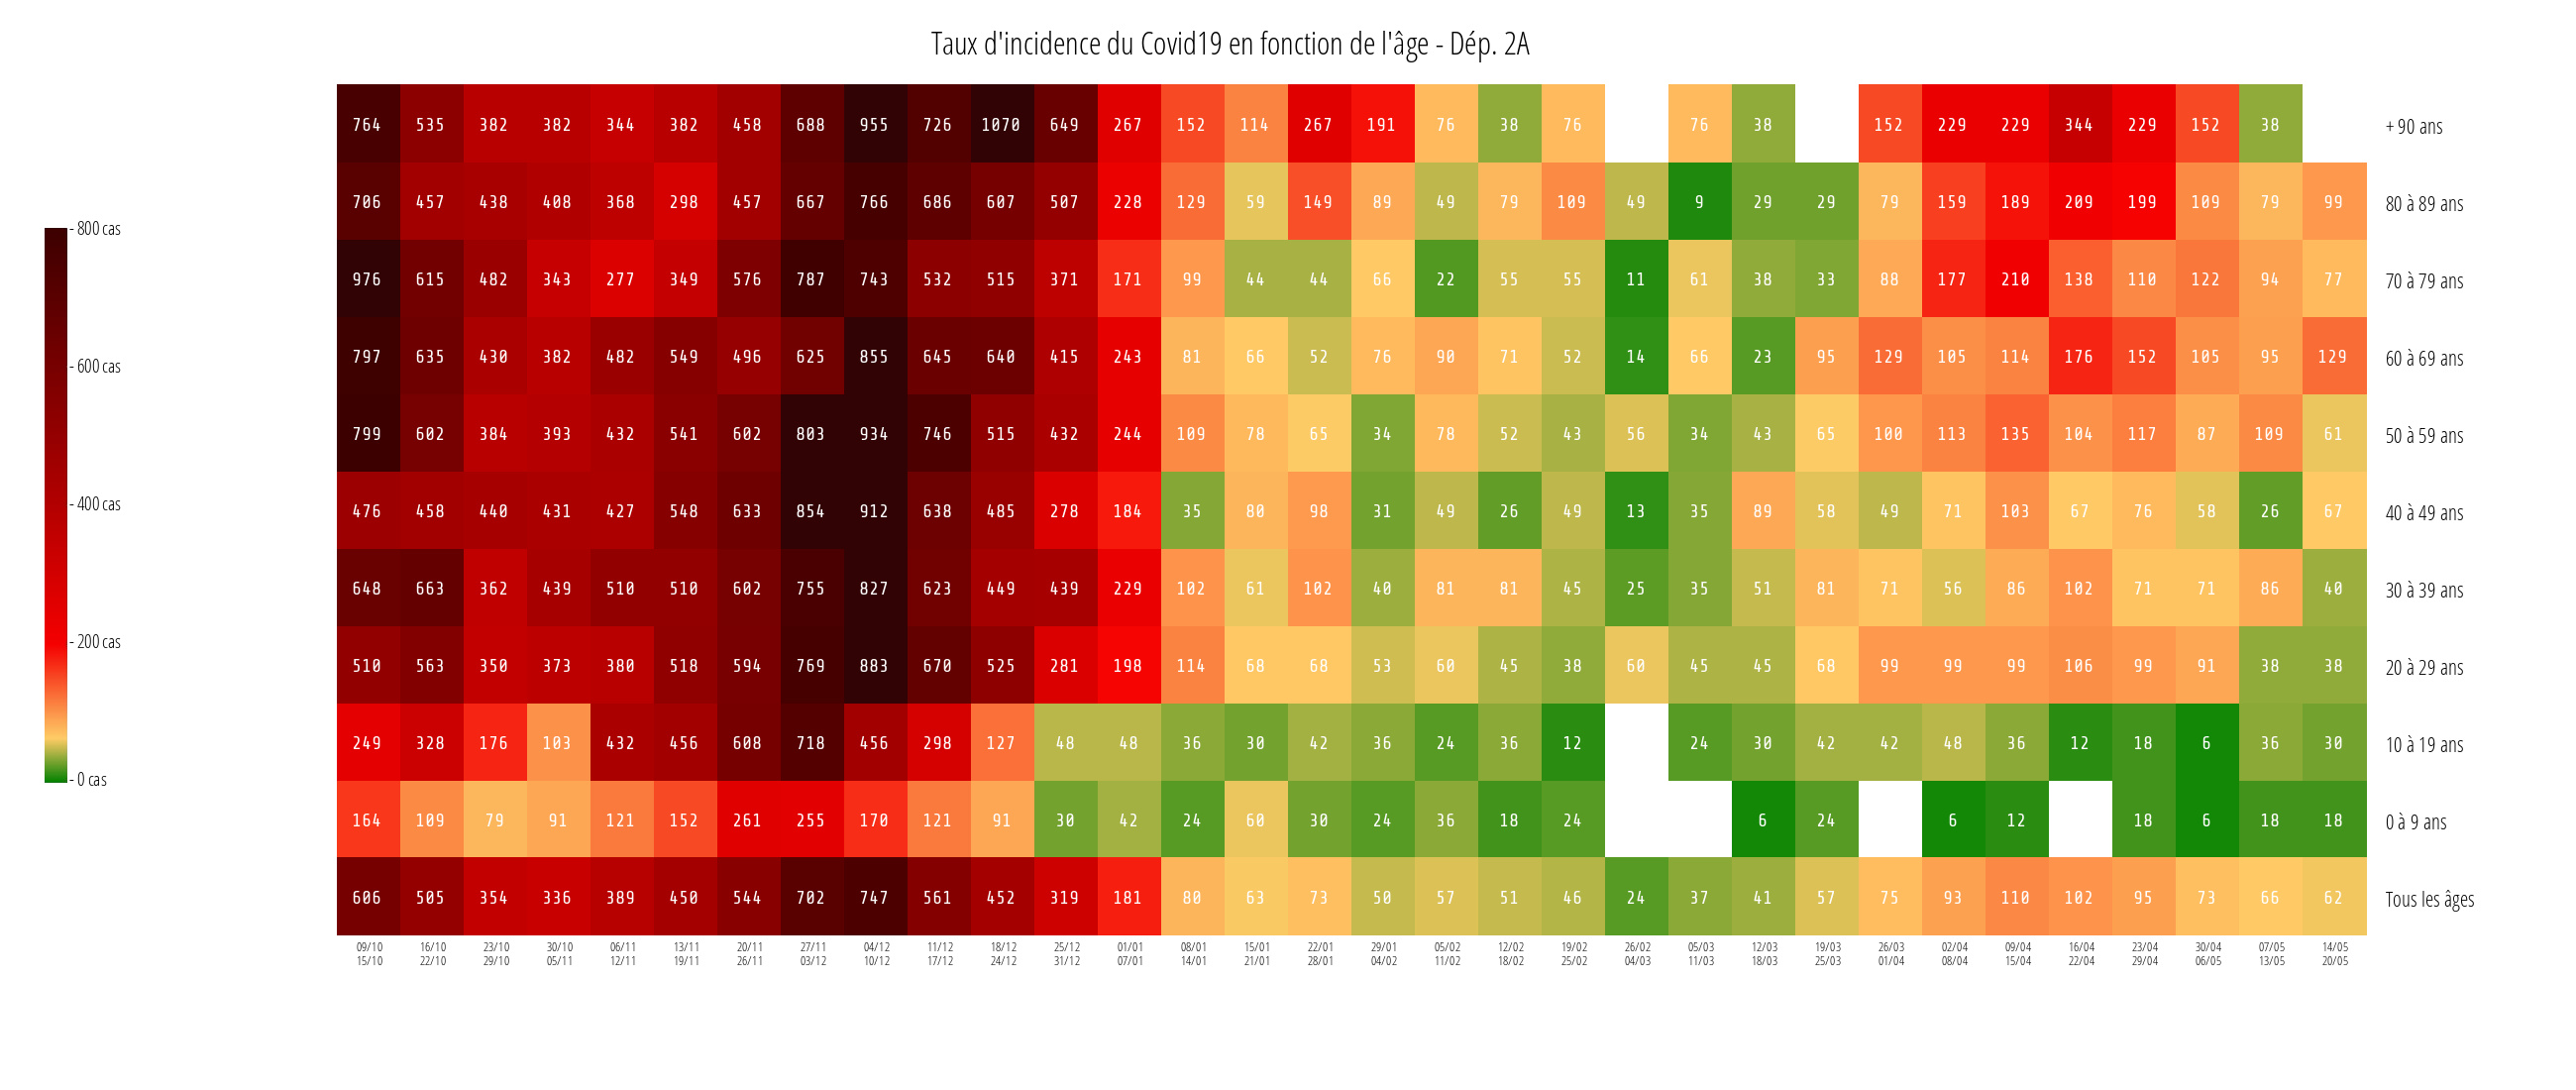 Taux d'incidence du Covid19 en fonction de l'âge - Dép. 2A
- 800 cas
- 600 cas
- 400 cas
- 200 cas
- 0 cas
764 535 382 382 344 382 458 688 955 726 1070 649 267 152 114 267 191 76 38 76 76 38 152 229 229 344 229 152 38 + 90 ans
706 457 438 408 368 298 457 667 766 686 607 507 228 129 59 149 89 49 79 109 49 9 29 29 79 159 189 209 199 109 79 99 80 à 89 ans
976 615 482 343 277 349 576 787 743 532 515 371 171 99 44 44 66 22 55 55 11 61 38 33 88 177 210 138 110 122 94 77 70 à 79 ans
797 635 430 382 482 549 496 625 855 645 640 415 243 81 66 52 76 90 71 52 14 66 23 95 129 105 114 176 152 105 95 129 60 à 69 ans
799 602 384 393 432 541 602 803 934 746 515 432 244 109 78 65 34 78 52 43 56 34 43 65 100 113 135 104 117 87 109 61 50 à 59 ans
476 458 440 431 427 548 633 854 912 638 485 278 184 35 80 98 31 49 26 49 13 35 89 58 49 71 103 67 76 58 26 67 40 à 49 ans
648 663 362 439 510 510 602 755 827 623 449 439 229 102 61 102 40 81 81 45 25 35 51 81 71 56 86 102 71 71 86 40 30 à 39 ans
510 563 350 373 380 518 594 769 883 670 525 281 198 114 68 68 53 60 45 38 60 45 45 68 99 99 99 106 99 91 38 38 20 à 29 ans
249 328 176 103 432 456 608 718 456 298 127 48 48 36 30 42 36 24 36 12 24 30 42 42 48 36 12 18 6 36 30 10 à 19 ans
164 109 79 91 121 152 261 255 170 121 91 30 42 24 60 30 24 36 18 24 6 24 6 12 18 6 18 18 0 à 9 ans
606 505 354 336 389 450 544 702 747 561 452 319 181 80 63 73 50 57 51 46 24 37 41 57 75 93 110 102 95 73 66 62 Tous les âges
09/10 16/10 23/10 30/10 06/11 13/11 20/11 27/11 04/12 11/12 18/12 25/12 01/01 08/01 15/01 22/01 29/01 05/02 12/02 19/02 26/02 05/03 12/03 19/03 26/03 02/04 09/04 16/04 23/04 30/04 07/05 14/05
15/10 22/10 29/10 05/11 12/11 19/11 26/11 03/12 10/12 17/12 24/12 31/12 07/01 14/01 21/01 28/01 04/02 11/02 18/02 25/02 04/03 11/03 18/03 25/03 01/04 08/04 15/04 22/04 29/04 06/05 13/05 20/05